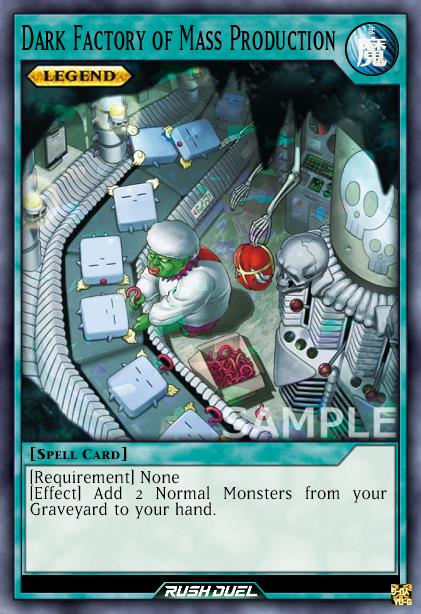 DARK FACTORY OF MASS PRODUCTION
ま
魔
LEGEND
SAMPLE
[SPELL CARD]
[Requirement] None
[Effect] Add 2 Normal Monsters from your
Graveyard to your hand.
RUSH DUEL